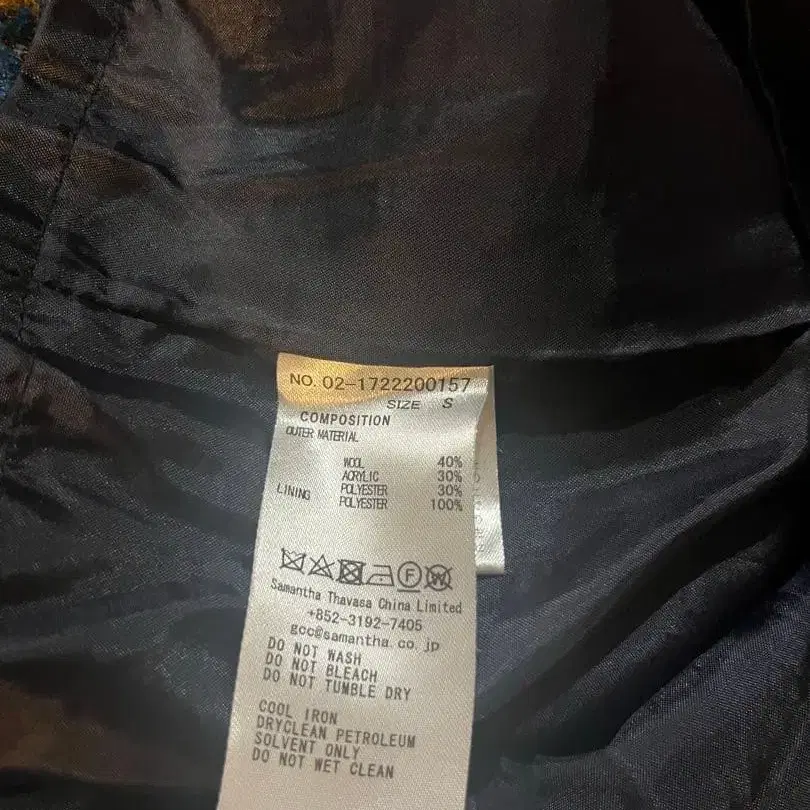 NO. 02-1722200157
SIZE S
COMPOSITION
OUTER MATERIAL
WOOL 40%
ACRYLIC 30%
POLYESTER 30%
LINING POLYESTER 100%
F W
Samantha Thavasa China Limited
+852-3192-7405
gcc@samantha.co.jp
DO NOT WASH
DO NOT BLEACH
DO NOT TUMBLE DRY
COOL IRON
DRYCLEAN PETROLEUM
SOLVENT ONLY
DO NOT WET CLEAN